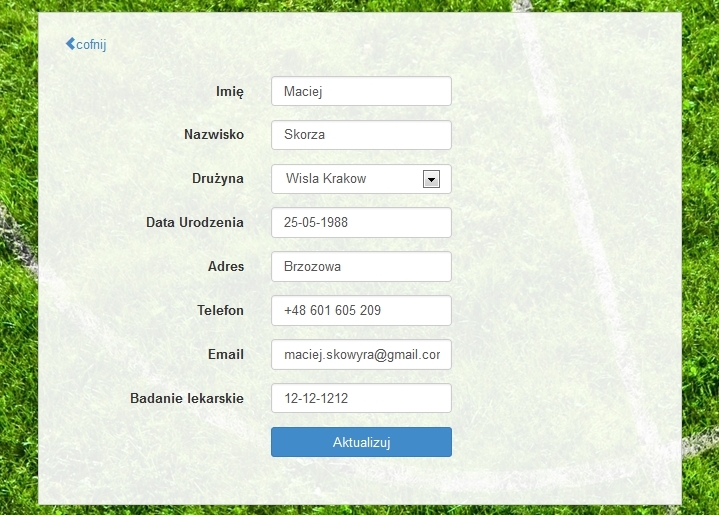 cofnij
Imię Maciej
Nazwisko Skorza
Drużyna Wisla Krakow
Data Urodzenia 25-05-1988
Adres Brzozowa
Telefon +48 601 605 209
Email maciej.skowyra@gmail.cor
Badanie lekarskie 12-12-1212
Aktualizuj